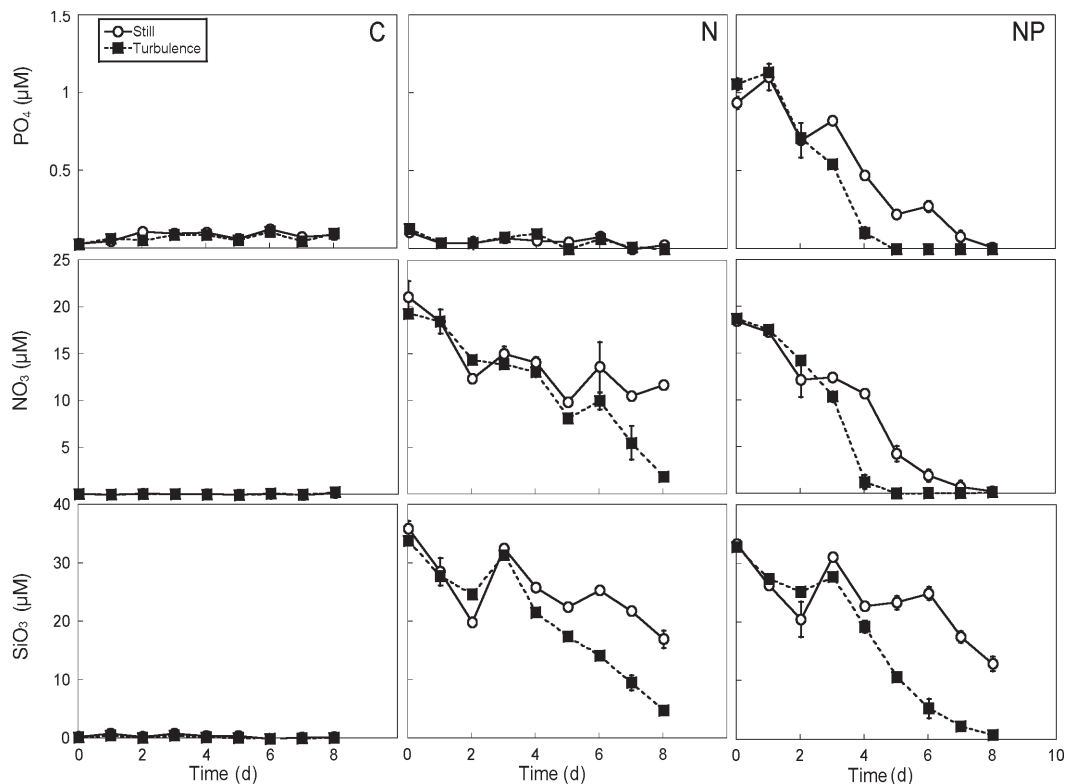 1.5
Still
Turbulence
C
N
NP
1
0.5
PO₄ (µM)
25
20
15
10
5
NO₃ (µM)
40
30
20
10
0
SiO₃ (µM)
0 2 4 6 8
0 2 4 6 8
0 2 4 6 8 10
Time (d)
Time (d)
Time (d)